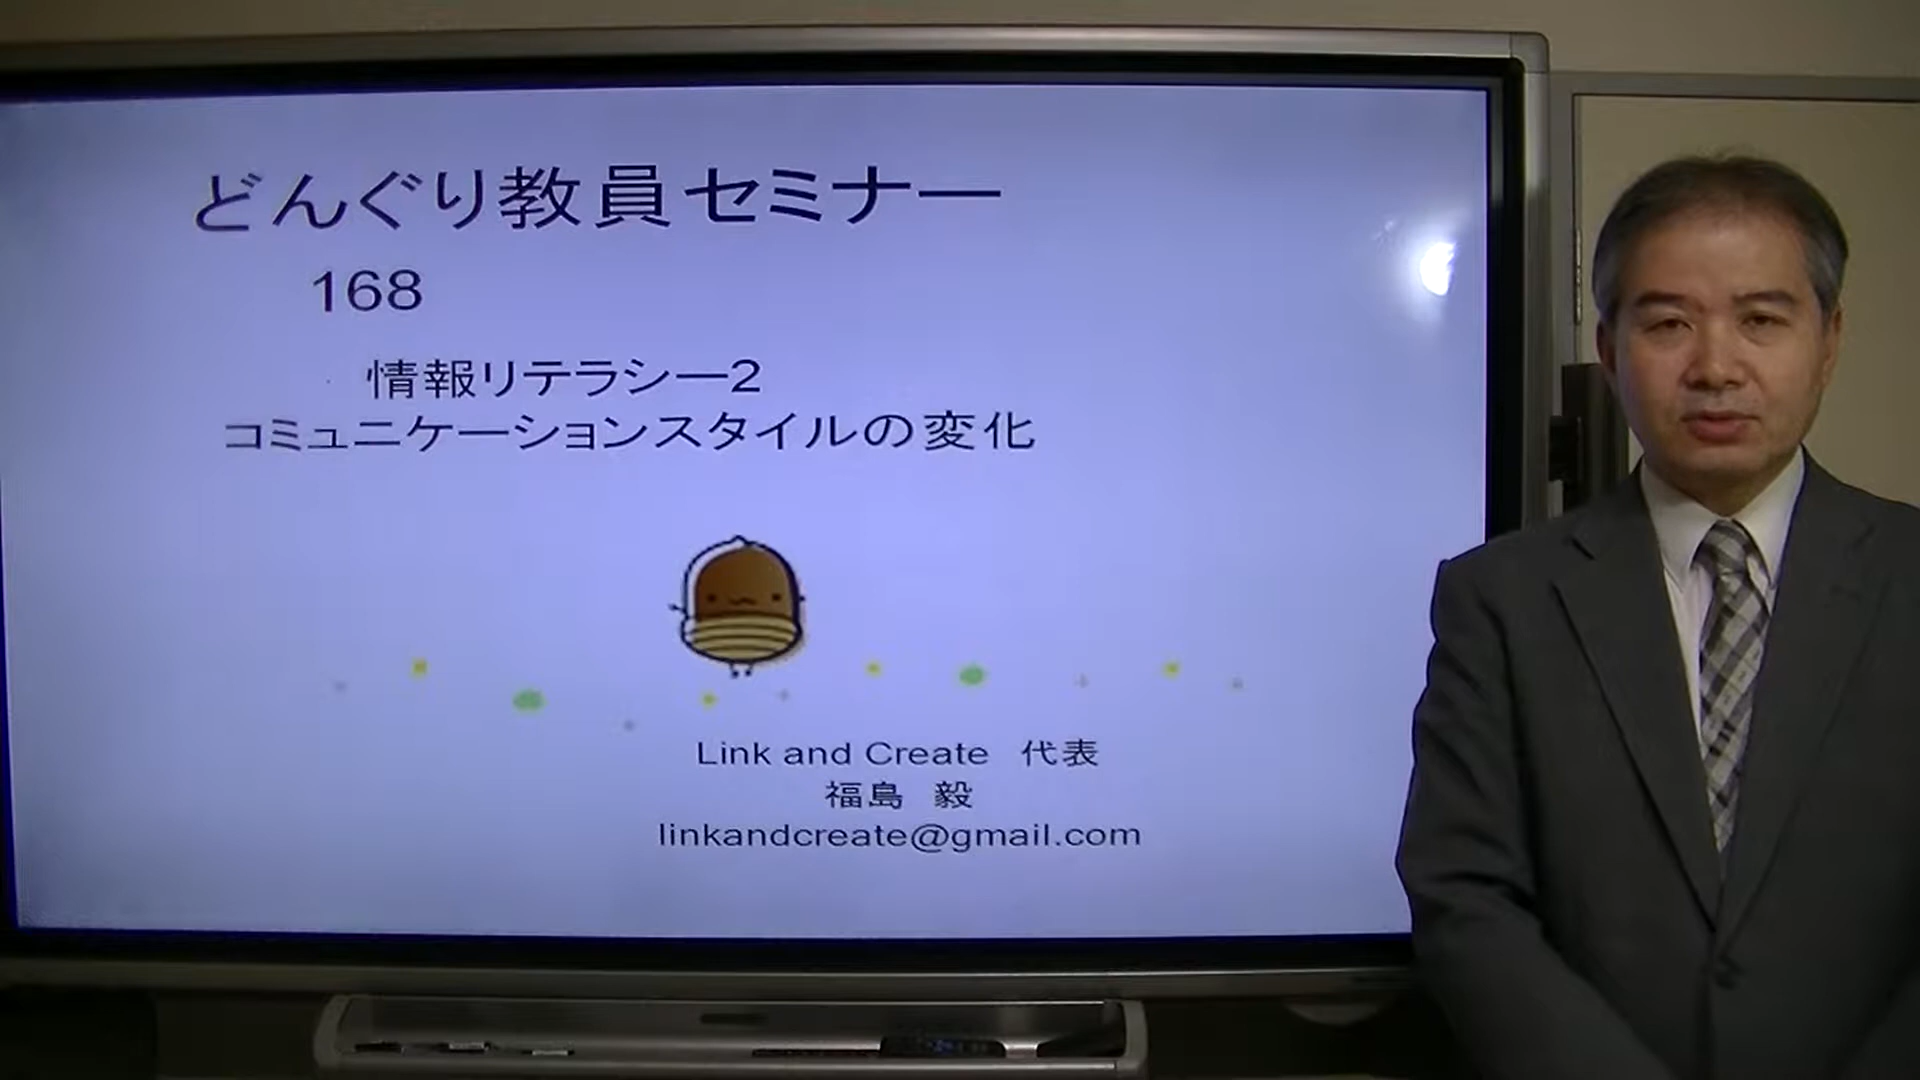 どんぐり教員セミナー
168
情報リテラシー2
コミュニケーションスタイルの変化
Link and Create 代表
福島 毅
linkandcreate@gmail.com